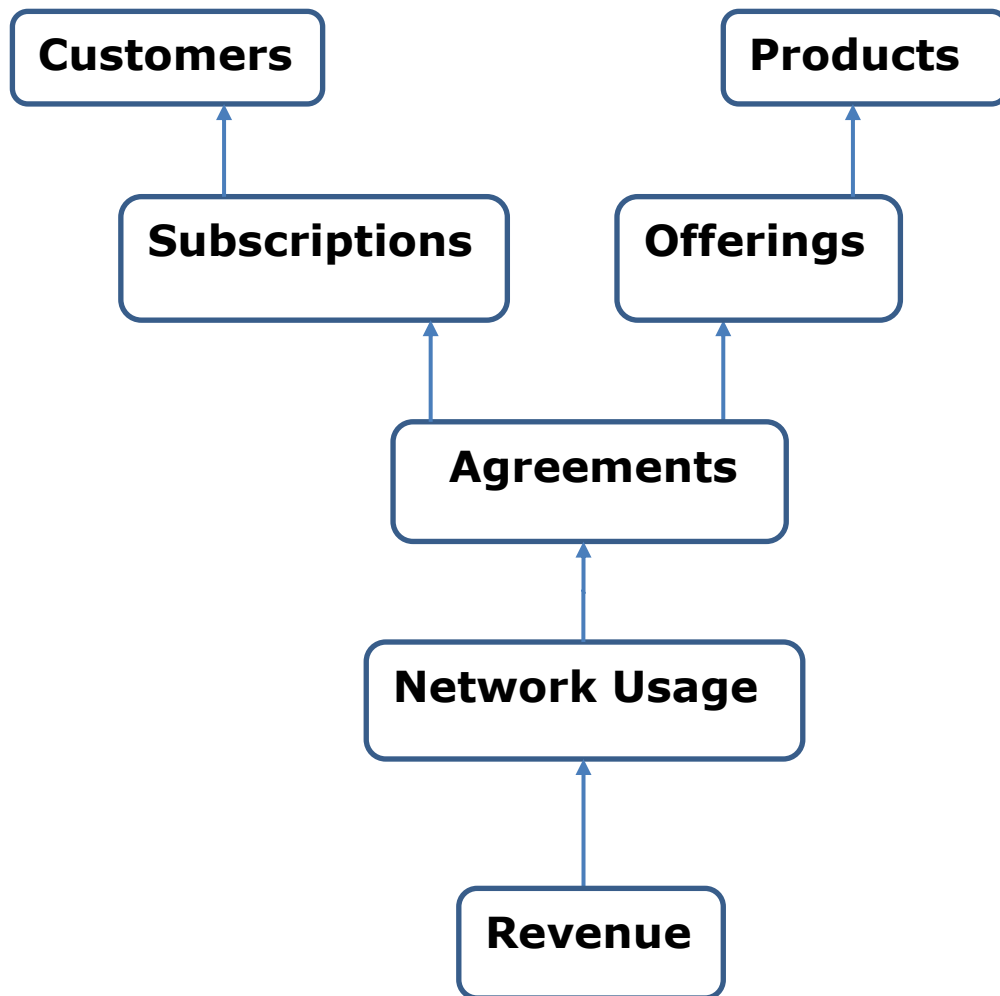 Customers
Products
Subscriptions
Offerings
Agreements
Network Usage
Revenue